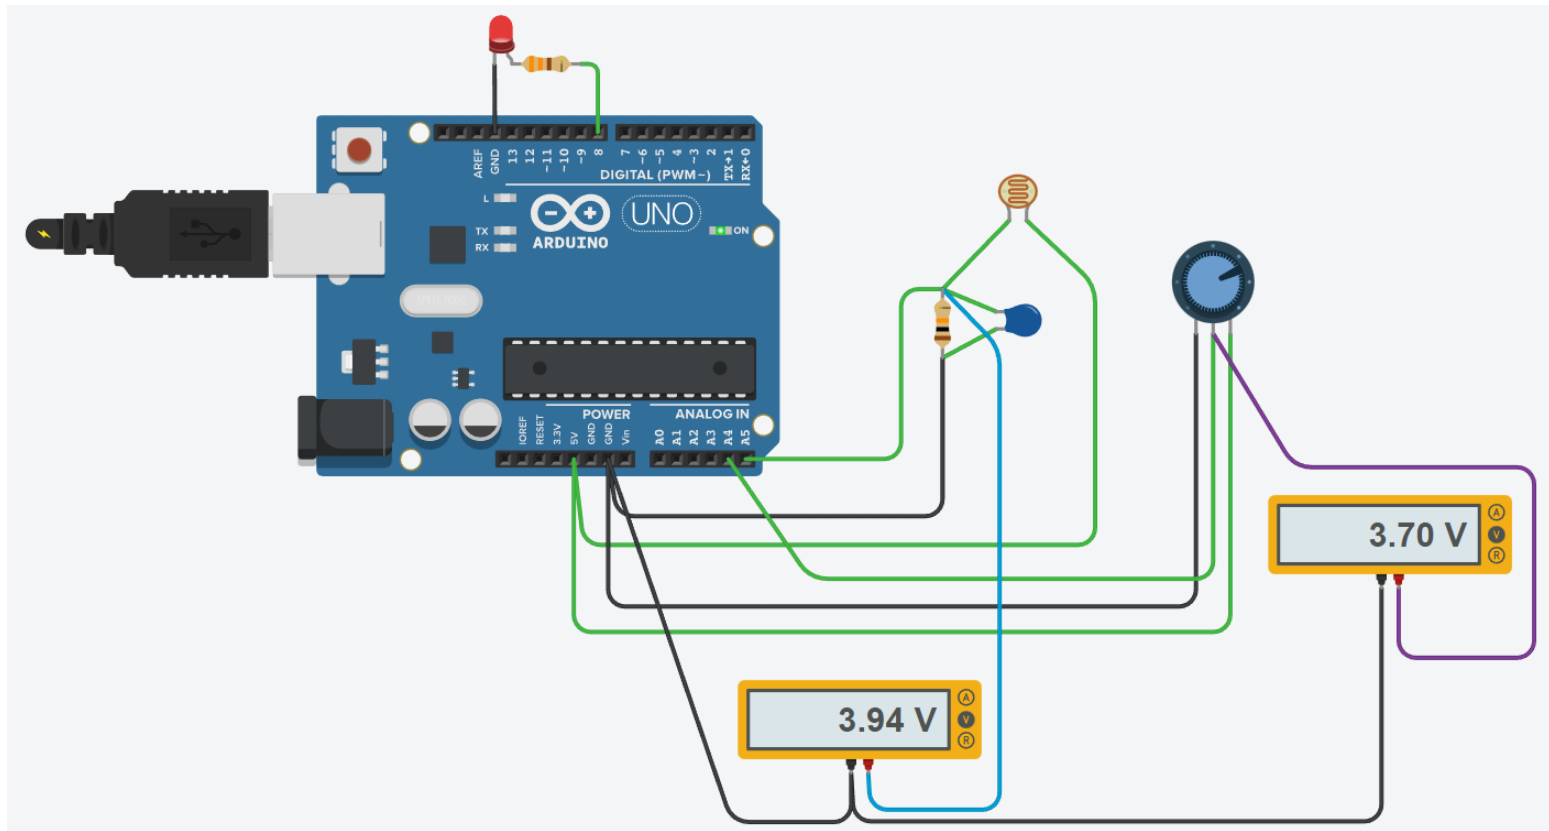 AREF
GND
13
12
~11
~10
~9
8
7
~6
~5
4
~3
2
TX→1
RX←0
DIGITAL (PWM~)
L
TX
RX
ARDUINO
UNO
ON
POWER
ANALOG IN
IOREF
RESET
3.3V
5V
GND
GND
Vin
A0
A1
A2
A3
A4
A5
3.70 V
A
V
R
3.94 V
A
V
R